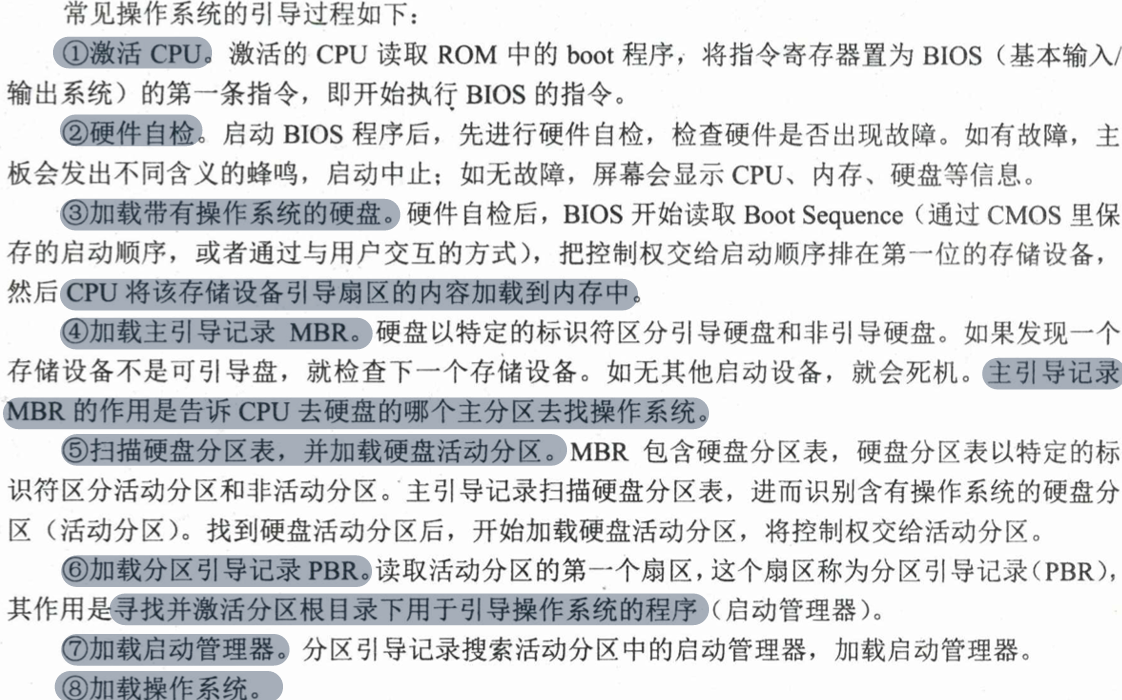 常见操作系统的引导过程如下：
①激活 CPU。激活的 CPU 读取 ROM 中的 boot 程序，将指令寄存器置为 BIOS（基本输入/
输出系统）的第一条指令，即开始执行 BIOS 的指令。
②硬件自检。启动 BIOS 程序后，先进行硬件自检，检查硬件是否出现故障。如有故障，主
板会发出不同含义的蜂鸣，启动中止；如无故障，屏幕会显示 CPU、内存、硬盘等信息。
③加载带有操作系统的硬盘。硬件自检后，BIOS 开始读取 Boot Sequence（通过 CMOS 里保
存的启动顺序，或者通过与用户交互的方式），把控制权交给启动顺序排在第一位的存储设备，
然后 CPU 将该存储设备引导扇区的内容加载到内存中。
④加载主引导记录 MBR。硬盘以特定的标识符区分引导硬盘和非引导硬盘。如果发现一个
存储设备不是可引导盘，就检查下一个存储设备。如无其他启动设备，就会死机。主引导记录
MBR 的作用是告诉 CPU 去硬盘的哪个主分区去找操作系统。
⑤扫描硬盘分区表，并加载硬盘活动分区。MBR 包含硬盘分区表，硬盘分区表以特定的标
识符区分活动分区和非活动分区。主引导记录扫描硬盘分区表，进而识别含有操作系统的硬盘分
区（活动分区）。找到硬盘活动分区后，开始加载硬盘活动分区，将控制权交给活动分区。
⑥加载分区引导记录 PBR。读取活动分区的第一个扇区，这个扇区称为分区引导记录（PBR），
其作用是寻找并激活分区根目录下用于引导操作系统的程序（启动管理器）。
⑦加载启动管理器。分区引导记录搜索活动分区中的启动管理器，加载启动管理器。
⑧加载操作系统。